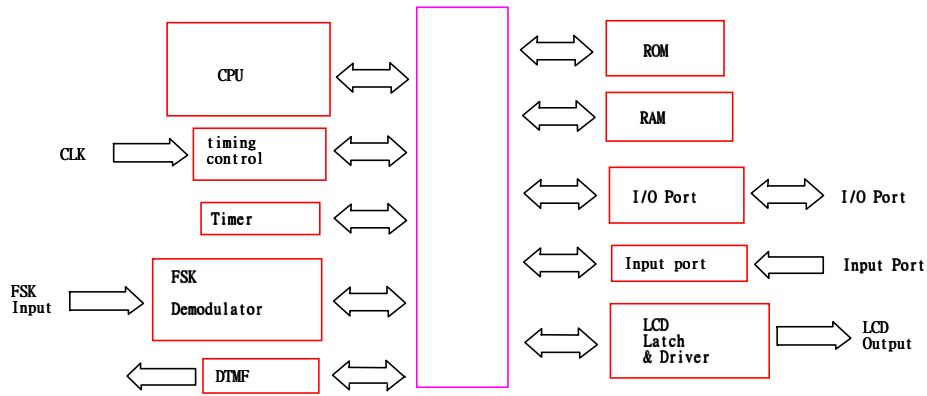 CPU
CLK
timing
control
Timer
FSK
Input
FSK
Demodulator
DTMF
ROM
RAM
I/O Port
I/O Port
Input port
Input Port
LCD
Latch
& Driver
LCD
Output